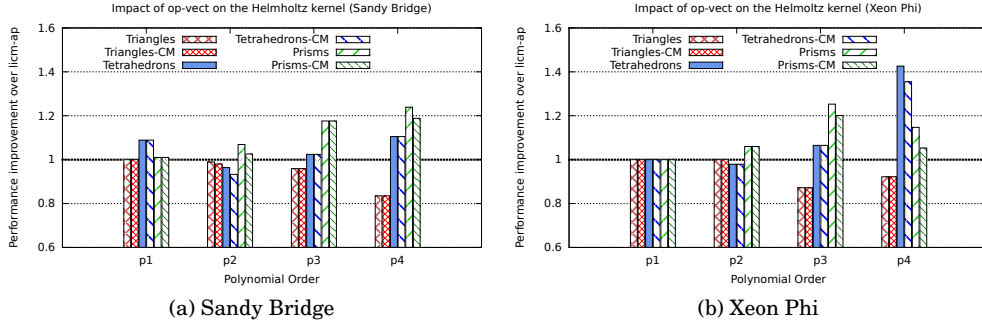 Impact of op-vect on the Helmholtz kernel (Sandy Bridge)
Performance improvement over licm-ap
1.6
1.4
1.2
1
0.8
0.6
Triangles
Triangles-CM
Tetrahedrons
Tetrahedrons-CM
Prisms
Prisms-CM
p1 p2 p3 p4
Polynomial Order
(a) Sandy Bridge
Impact of op-vect on the Helmoltz kernel (Xeon Phi)
Performance improvement over licm-ap
1.6
1.4
1.2
1
0.8
0.6
Triangles
Triangles-CM
Tetrahedrons
Tetrahedrons-CM
Prisms
Prisms-CM
p1 p2 p3 p4
Polynomial Order
(b) Xeon Phi